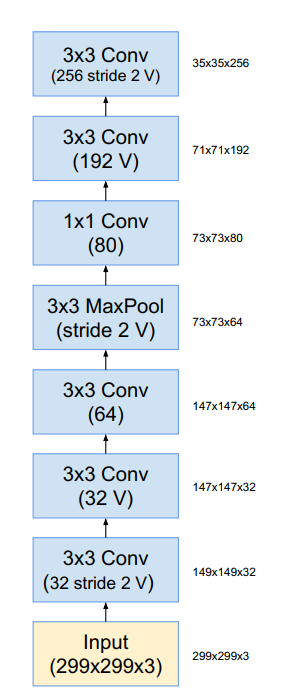 3x3 Conv
(256 stride 2 V)
35x35x256
3x3 Conv
(192 V)
71x71x192
1x1 Conv
(80)
73x73x80
3x3 MaxPool
(stride 2 V)
73x73x64
3x3 Conv
(64)
147x147x64
3x3 Conv
(32 V)
147x147x32
3x3 Conv
(32 stride 2 V)
149x149x32
Input
(299x299x3)
299x299x3